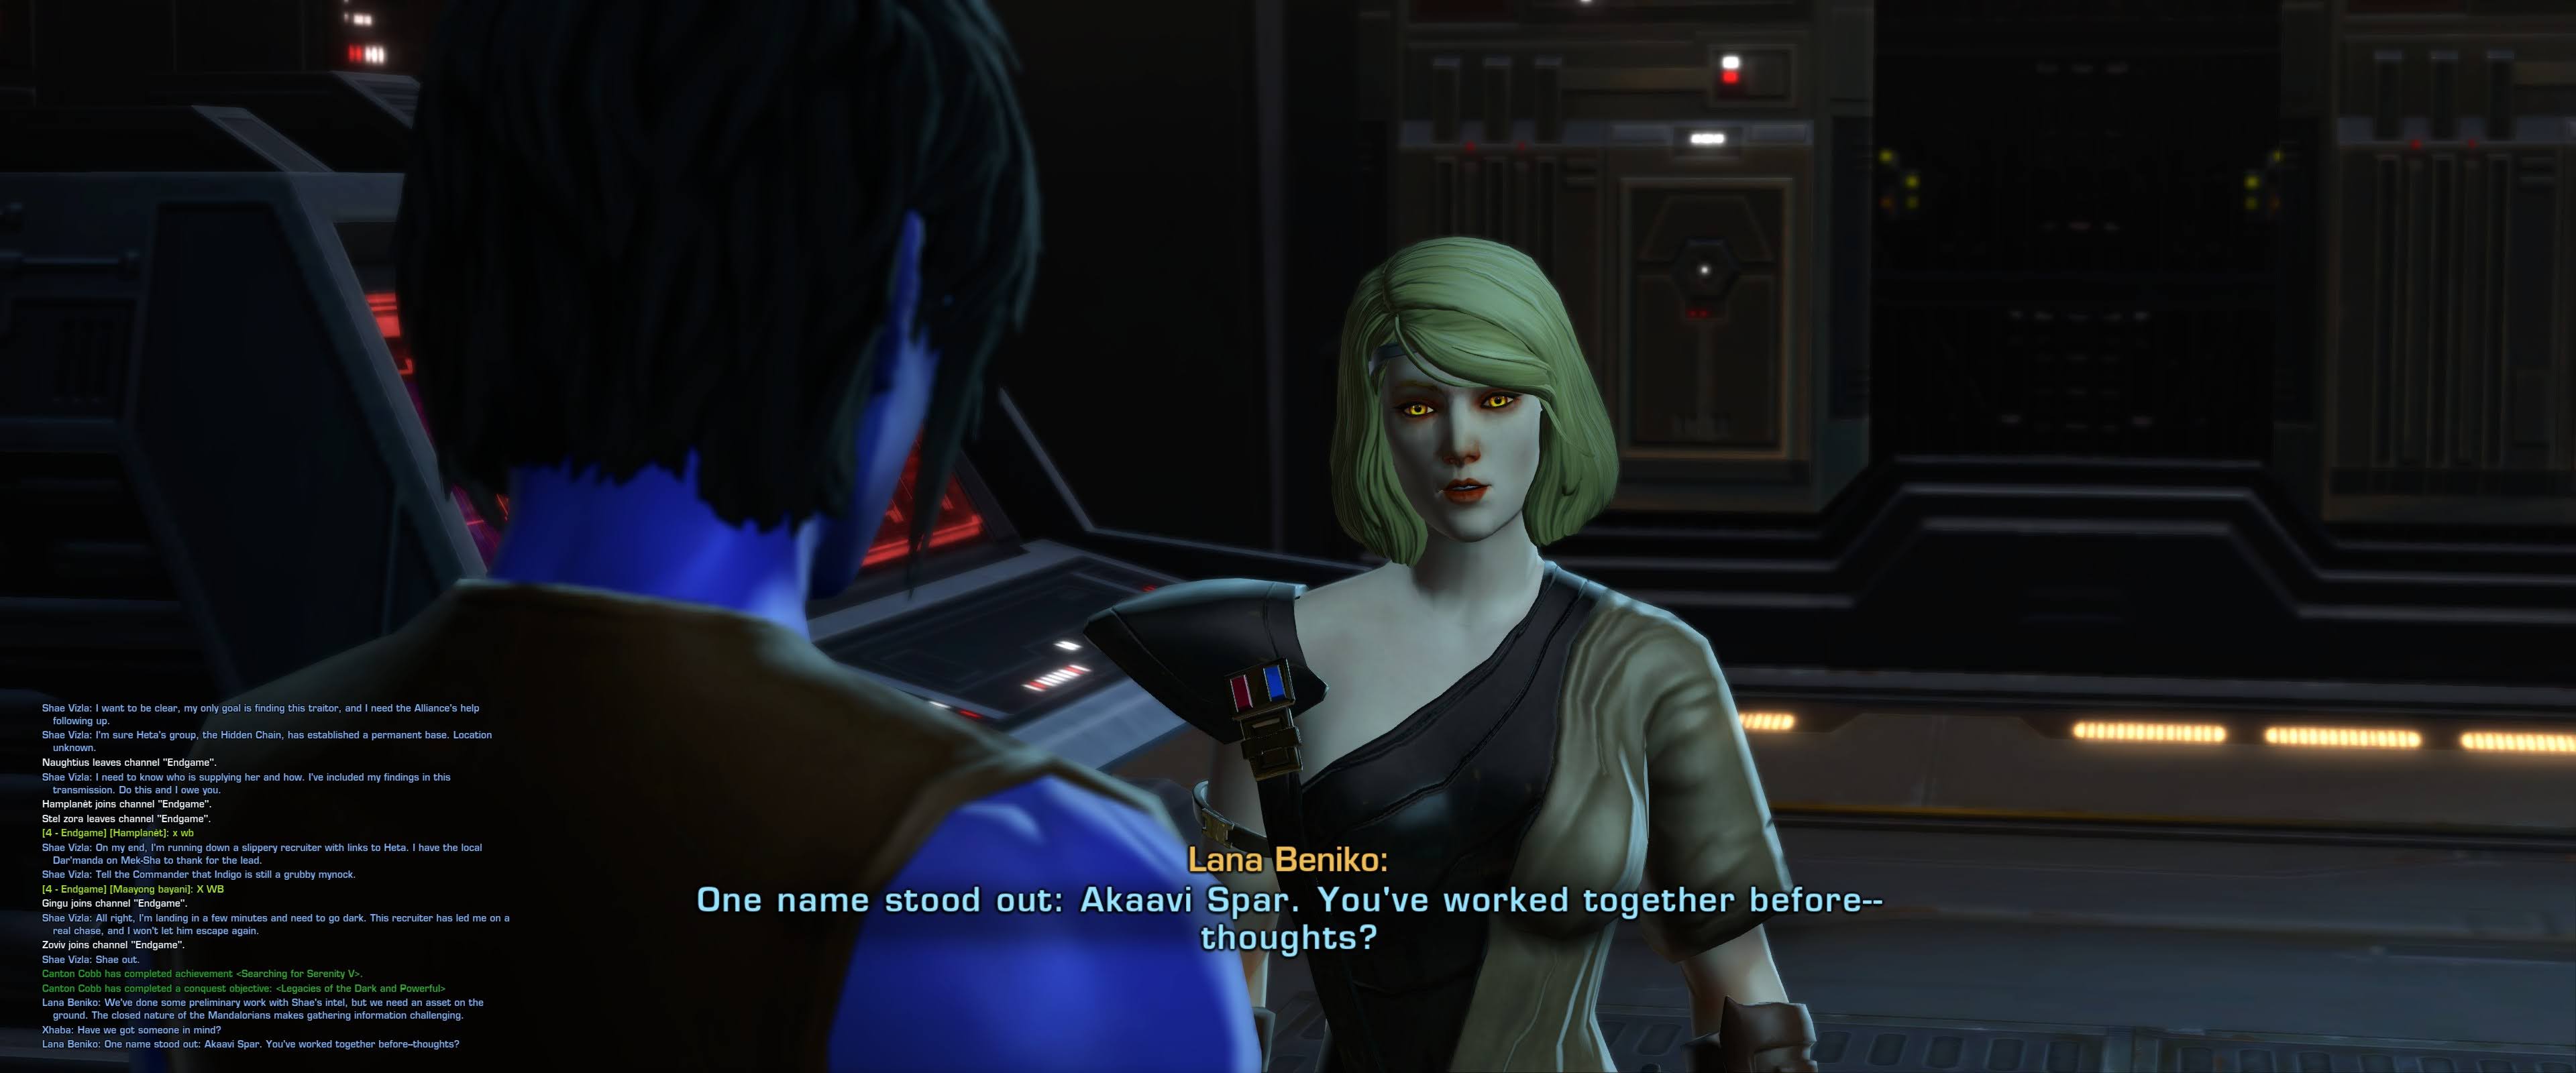 Shae Vizla: I want to be clear, my only goal is finding this traitor, and I need the Alliance's help
following up.
Shae Vizla: I'm sure Heta's group, the Hidden Chain, has established a permanent base. Location
unknown.
Naughtius leaves channel "Endgame".
Shae Vizla: I need to know who is supplying her and how. I've included my findings in this
transmission. Do this and I owe you.
Hamplanèt joins channel "Endgame".
Stel zora leaves channel "Endgame".
[4 - Endgame] [Hamplanèt]: x wb
Shae Vizla: On my end, I'm running down a slippery recruiter with links to Heta. I have the local
Dar'manda on Mek-Sha to thank for the lead.
Shae Vizla: Tell the Commander that Indigo is still a grubby mynock.
[4 - Endgame] [Maayong bayani]: X WB
Gingu joins channel "Endgame".
Shae Vizla: All right, I'm landing in a few minutes and need to go dark. This recruiter has led me on a
real chase, and I won't let him escape again.
Zoviv joins channel "Endgame".
Shae Vizla: Shae out.
Canton Cobb has completed achievement <Searching for Serenity V>.
Canton Cobb has completed a conquest objective: <Legacies of the Dark and Powerful>
Lana Beniko: We've done some preliminary work with Shae's intel, but we need an asset on the
ground. The closed nature of the Mandalorians makes gathering information challenging.
Xhaba: Have we got someone in mind?
Lana Beniko: One name stood out: Akaavi Spar. You've worked together before--thoughts?
Lana Beniko:
One name stood out: Akaavi Spar. You've worked together before--
thoughts?